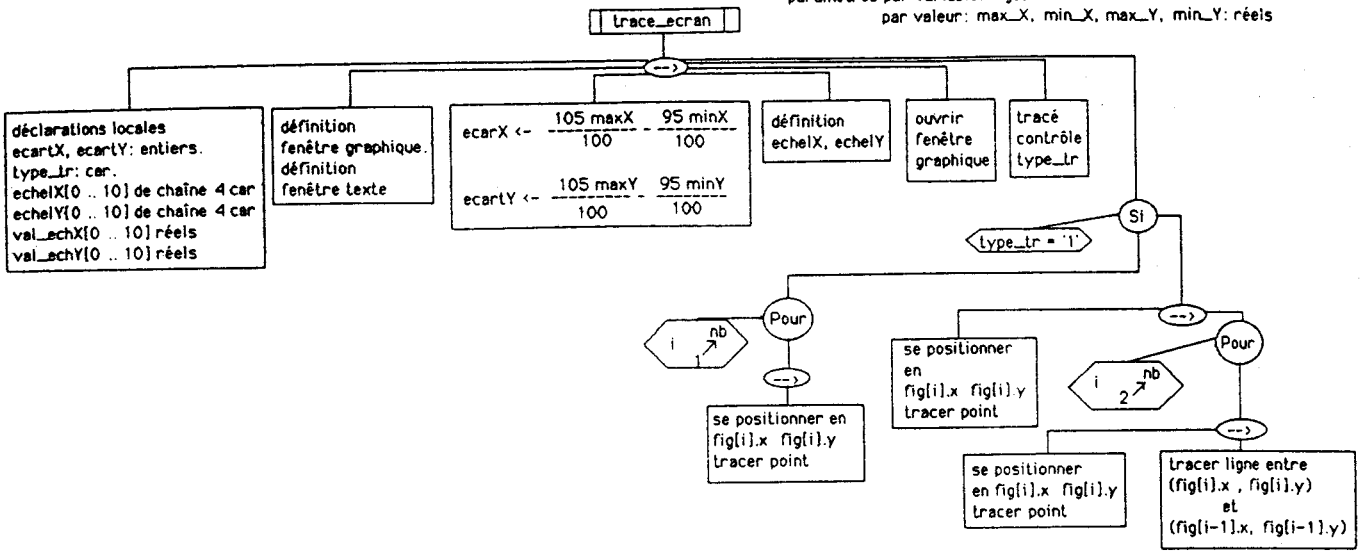 par valeur: max_X, min_X, max_Y, min_Y: réels
trace_ecran
-->
déclarations locales
ecartX, ecartY: entiers.
type_tr: car.
echelX[0 .. 10] de chaîne 4 car
echelY[0 .. 10] de chaîne 4 car
val_echX[0 .. 10] réels
val_echY[0 .. 10] réels
définition
fenêtre graphique.
définition
fenêtre texte
ecarX <- 105 maxX - 95 minX
100 100
ecartY <- 105 maxY - 95 minY
100 100
définition
echelX, echelY
ouvrir
fenêtre
graphique
tracé
contrôle
type_tr
Si
type_tr = '1'
Pour
i 1 nb
-->
se positionner en
fig[i].x fig[i].y
tracer point
-->
se positionner
en
fig[i].x fig[i].y
tracer point
Pour
i 2 nb
-->
se positionner
en fig[i].x fig[i].y
tracer point
tracer ligne entre
(fig[i].x , fig[i].y)
et
(fig[i-1].x, fig[i-1].y)